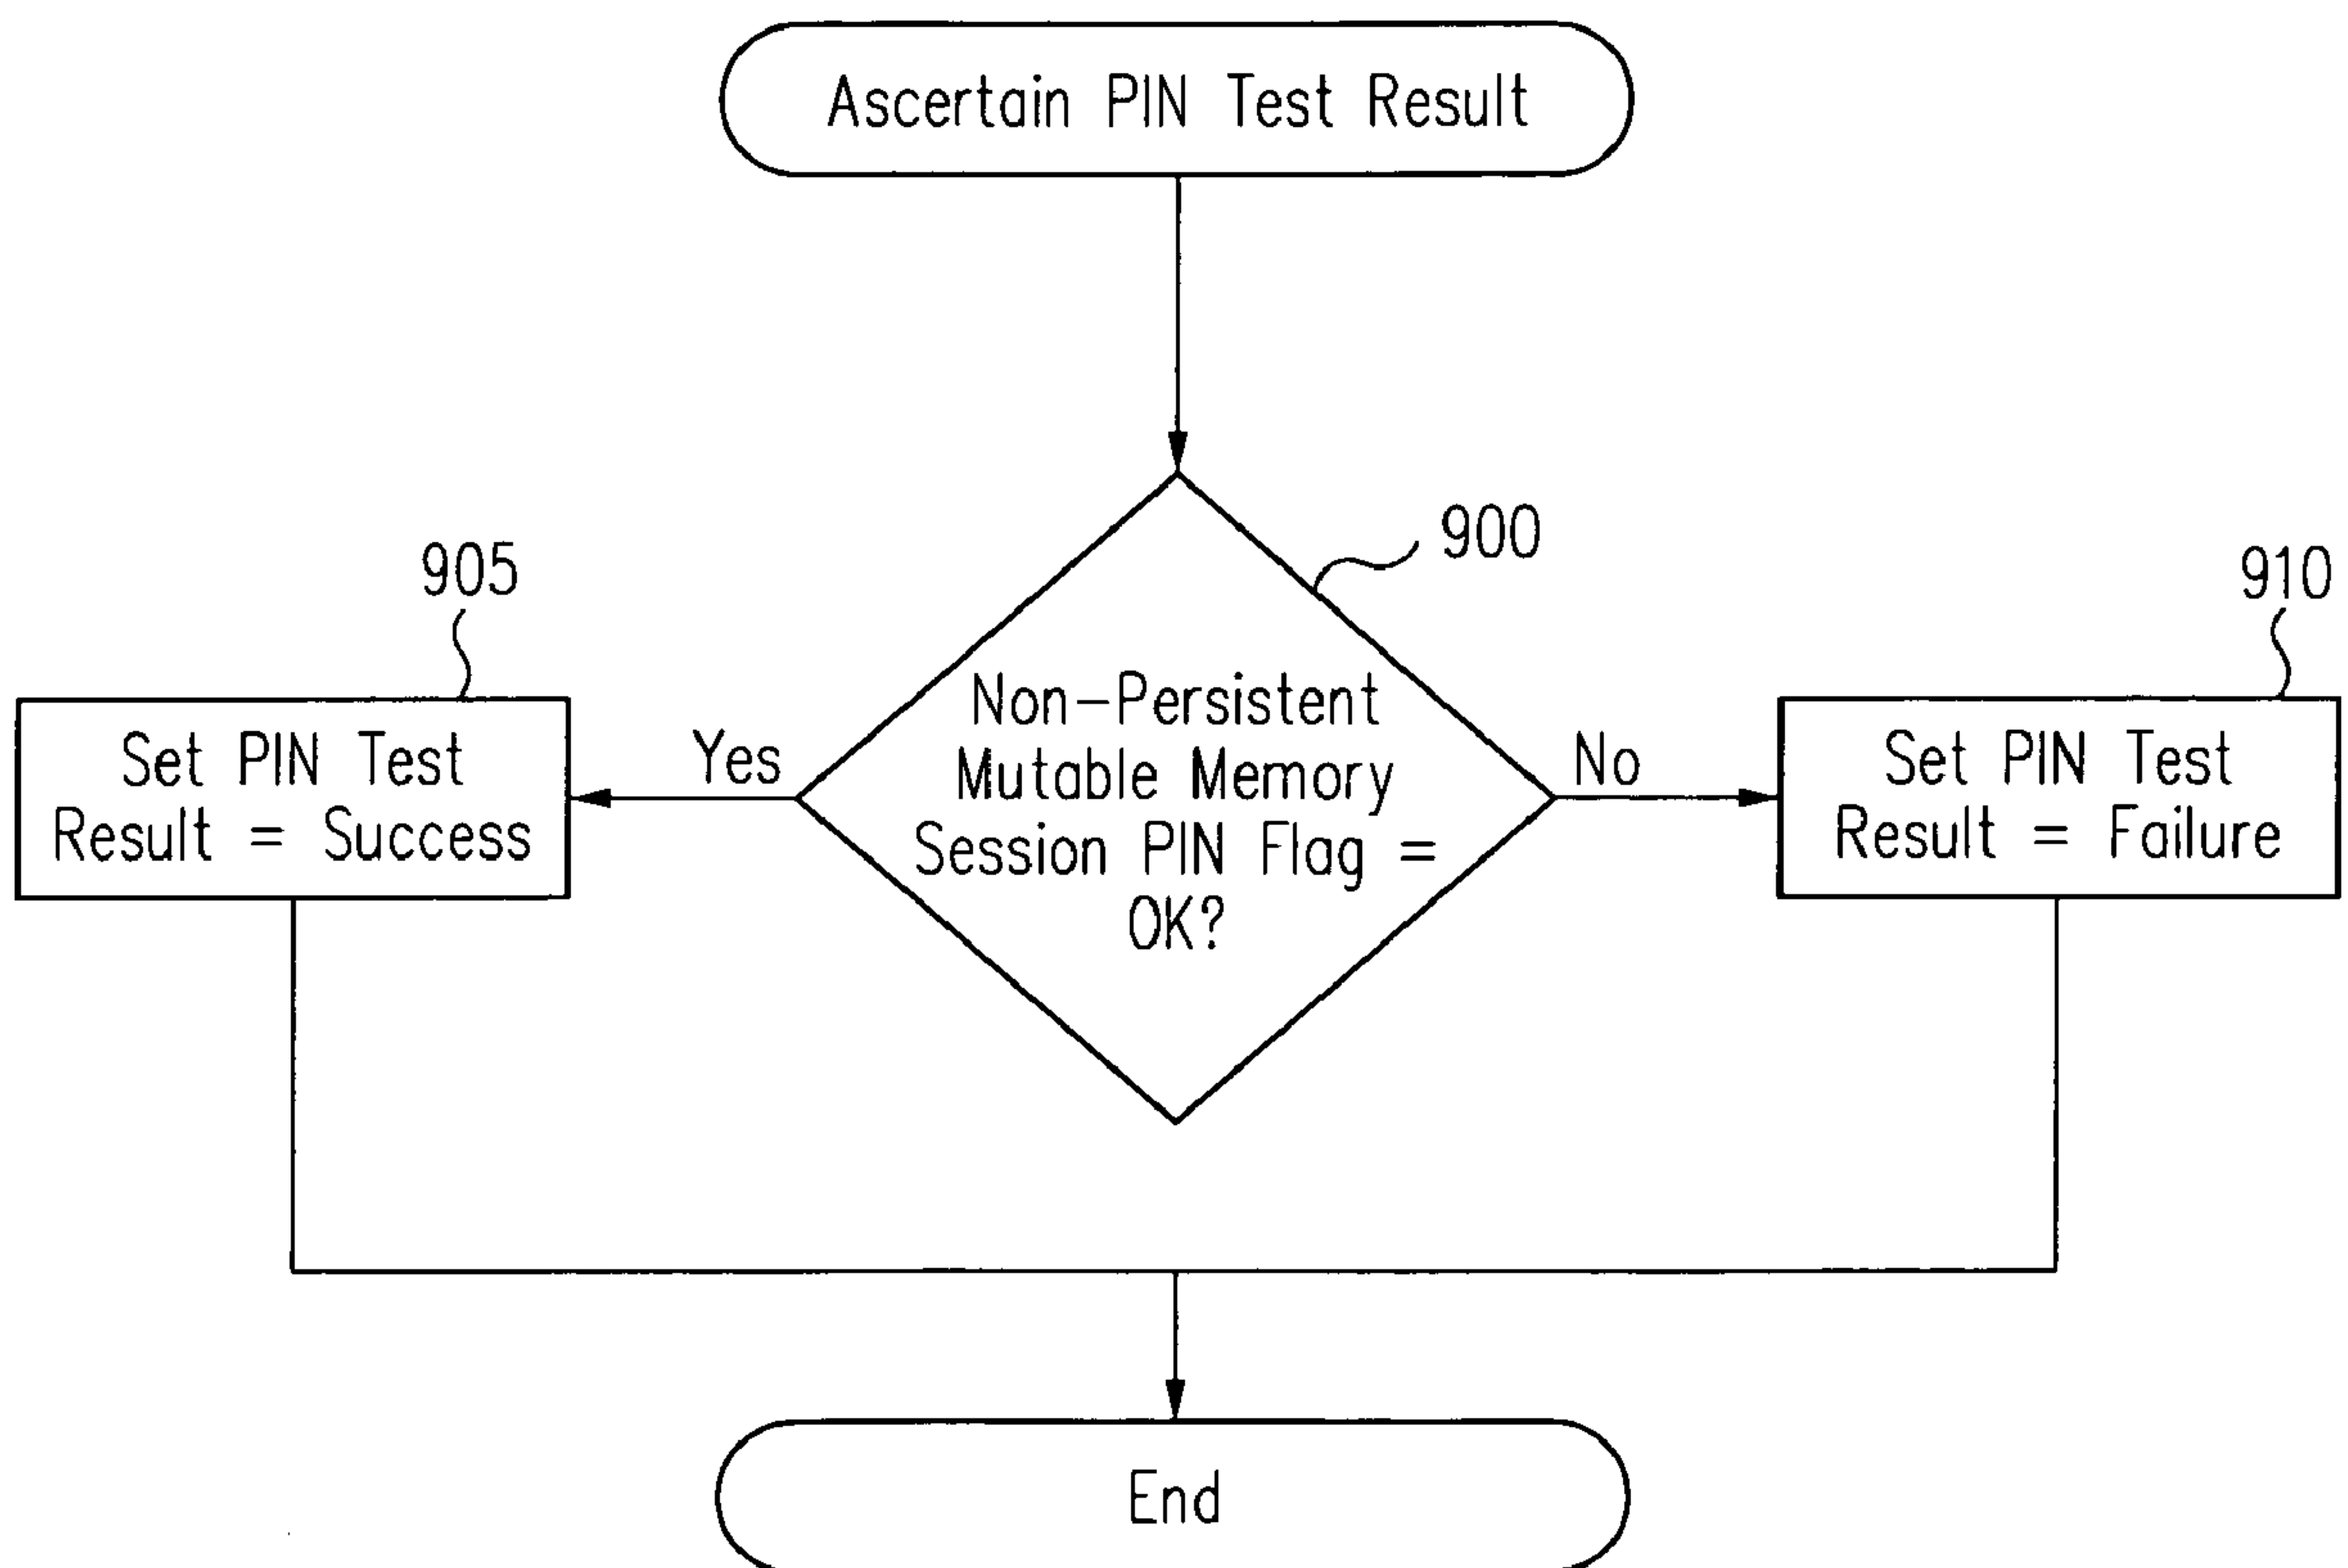 Ascertain PIN Test Result
900
905
910
Non-Persistent
Mutable Memory
Session PIN Flag =
OK?
Yes
No
Set PIN Test
Result = Success
Set PIN Test
Result = Failure
End